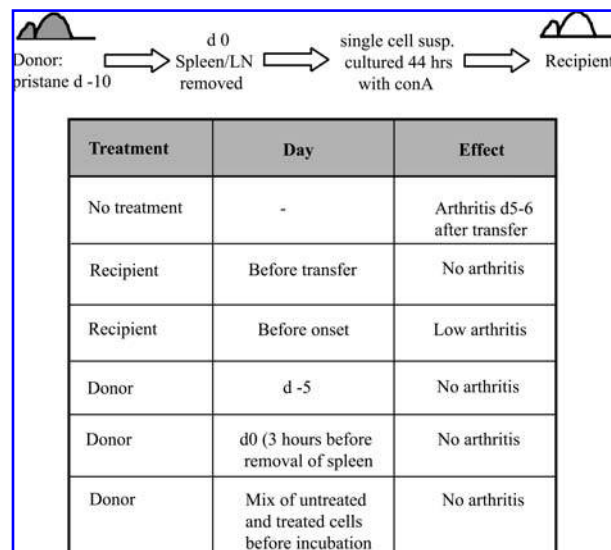 Donor:
pristane d -10
d 0
Spleen/LN
removed
single cell susp.
cultured 44 hrs
with conA
Recipient
Treatment Day Effect
No treatment - Arthritis d5-6
after transfer
Recipient Before transfer No arthritis
Recipient Before onset Low arthritis
Donor d -5 No arthritis
Donor d0 (3 hours before No arthritis
removal of spleen
Donor Mix of untreated No arthritis
and treated cells
before incubation